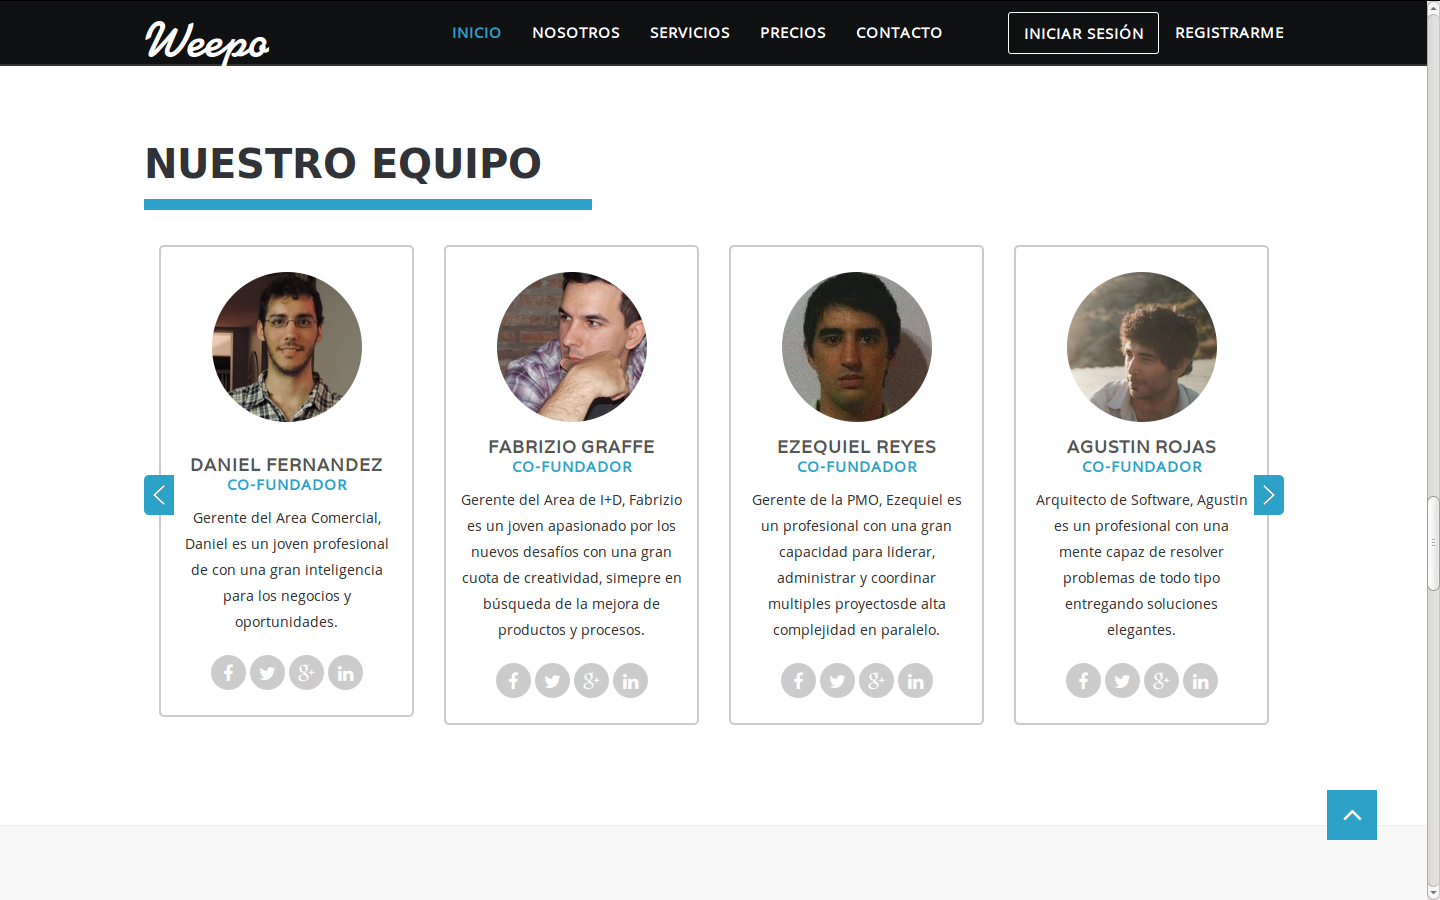 Weepo
INICIO NOSOTROS SERVICIOS PRECIOS CONTACTO INICIAR SESIÓN REGISTRARME
NUESTRO EQUIPO
DANIEL FERNANDEZ
CO-FUNDADOR
Gerente del Area Comercial,
Daniel es un joven profesional
de con una gran inteligencia
para los negocios y
oportunidades.
FABRIZIO GRAFFE
CO-FUNDADOR
Gerente del Area de I+D, Fabrizio
es un joven apasionado por los
nuevos desafíos con una gran
cuota de creatividad, simepre en
búsqueda de la mejora de
productos y procesos.
EZEQUIEL REYES
CO-FUNDADOR
Gerente de la PMO, Ezequiel es
un profesional con una gran
capacidad para liderar,
administrar y coordinar
multiples proyectosde alta
complejidad en paralelo.
AGUSTIN ROJAS
CO-FUNDADOR
Arquitecto de Software, Agustin
es un profesional con una
mente capaz de resolver
problemas de todo tipo
entregando soluciones
elegantes.